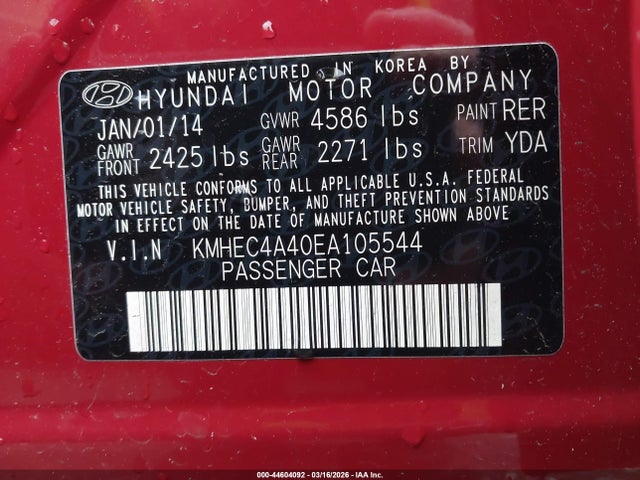 MANUFACTURED IN KOREA BY
HYUNDAI MOTOR COMPANY
JAN/01/14 GVWR 4586 lbs PAINT RER
GAWR FRONT 2425 lbs GAWR REAR 2271 lbs TRIM YDA
THIS VEHICLE CONFORMS TO ALL APPLICABLE U.S.A. FEDERAL
MOTOR VEHICLE SAFETY, BUMPER, AND THEFT PREVENTION STANDARDS
IN EFFECT ON THE DATE OF MANUFACTURE SHOWN ABOVE
V.I.N KMHEC4A40EA105544
PASSENGER CAR
000-44604092 - 03/16/2026 - IAA Inc.